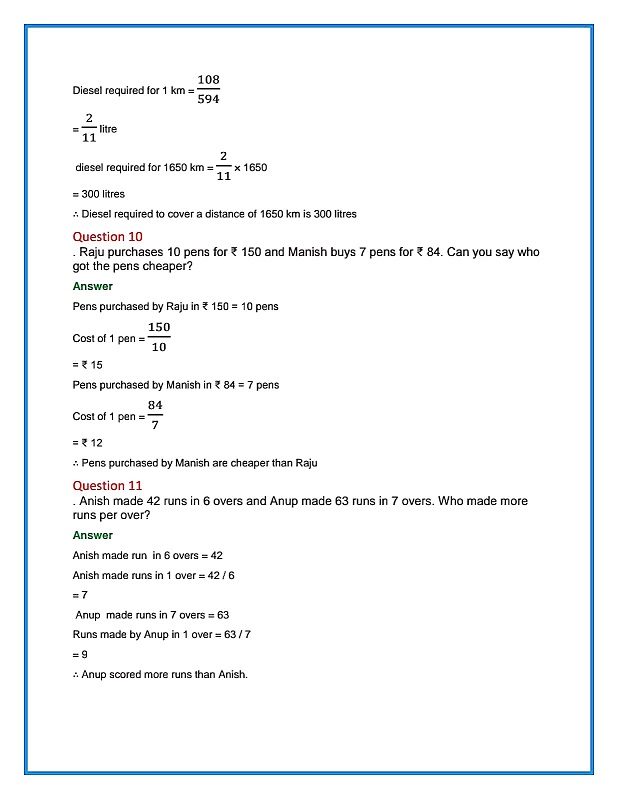 Diesel required for 1 km = 108/594
= 2/11 litre
diesel required for 1650 km = 2/11 × 1650
= 300 litres
∴ Diesel required to cover a distance of 1650 km is 300 litres
Question 10
. Raju purchases 10 pens for ₹ 150 and Manish buys 7 pens for ₹ 84. Can you say who
got the pens cheaper?
Answer
Pens purchased by Raju in ₹ 150 = 10 pens
Cost of 1 pen = 150/10
= ₹ 15
Pens purchased by Manish in ₹ 84 = 7 pens
Cost of 1 pen = 84/7
= ₹ 12
∴ Pens purchased by Manish are cheaper than Raju
Question 11
. Anish made 42 runs in 6 overs and Anup made 63 runs in 7 overs. Who made more
runs per over?
Answer
Anish made run  in 6 overs = 42
Anish made runs in 1 over = 42 / 6
= 7
Anup  made runs in 7 overs = 63
Runs made by Anup in 1 over = 63 / 7
= 9
∴ Anup scored more runs than Anish.